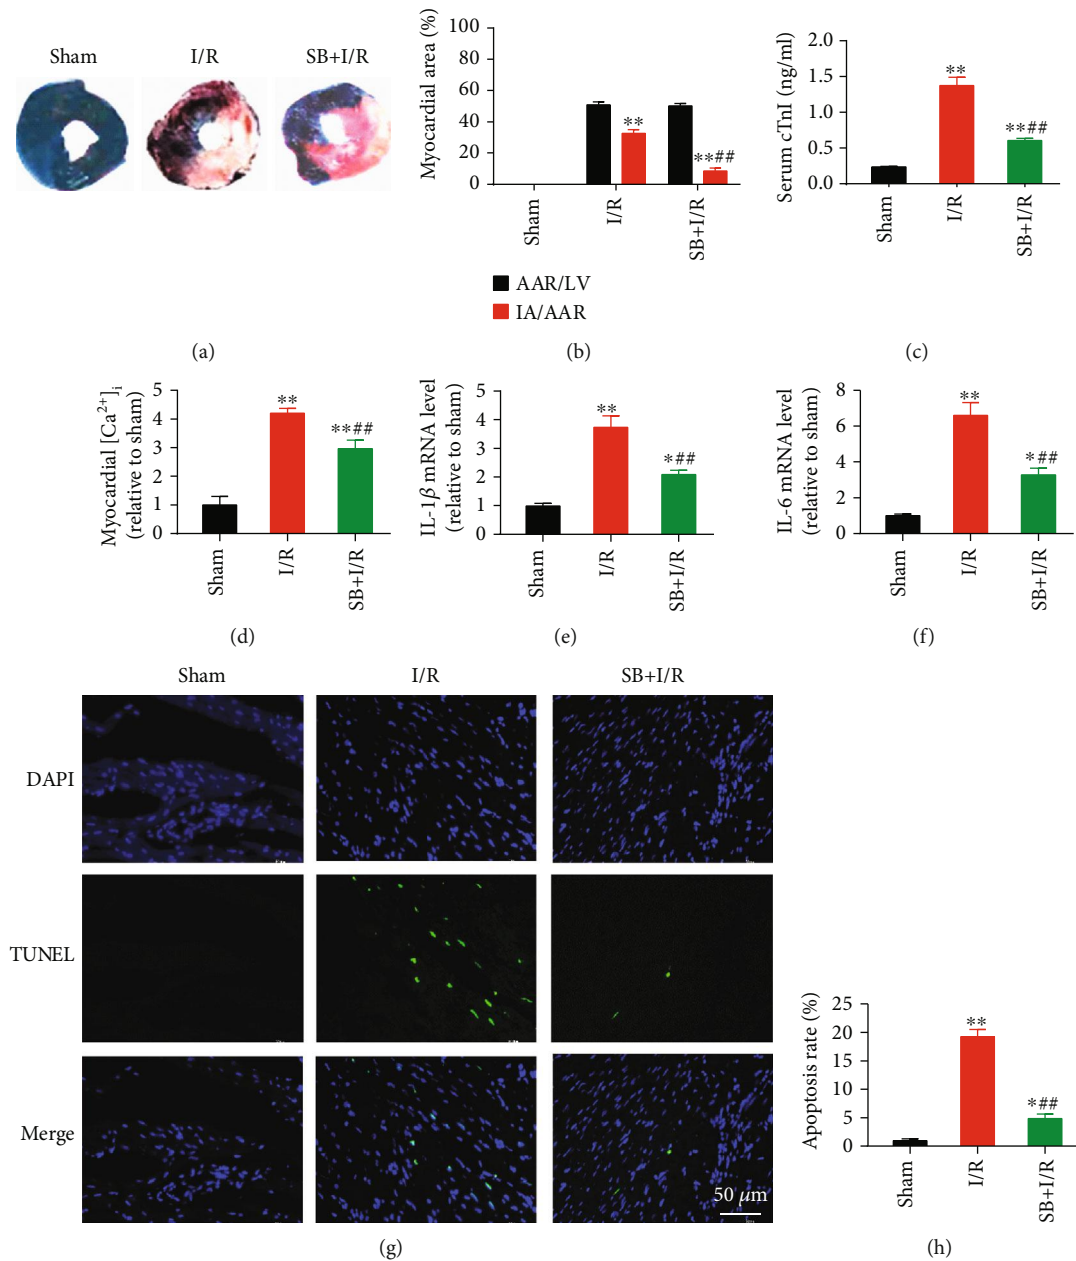 Sham I/R SB+I/R
Myocardial area (%)
100
80
60
40
20
0
**
**##
Sham
I/R
SB+I/R
AAR/LV
IA/AAR
Serum cTnI (ng/ml)
2.0
1.5
1.0
0.5
0.0
**
**##
Sham
I/R
SB+I/R
(a) (b) (c)
Myocardial [Ca²⁺]ᵢ
(relative to sham)
5
4
3
2
1
0
**
**##
Sham
I/R
SB+I/R
(d)
IL-1β mRNA level
(relative to sham)
5
4
3
2
1
0
**
*##
Sham
I/R
SB+I/R
(e)
IL-6 mRNA level
(relative to sham)
8
6
4
2
0
**
*##
Sham
I/R
SB+I/R
(f)
Sham I/R SB+I/R
DAPI
TUNEL
Merge
50 μm
(g)
Apoptosis rate (%)
25
20
15
10
5
0
**
*##
Sham
I/R
SB+I/R
(h)